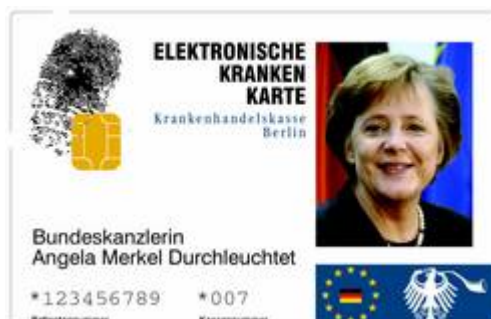 ELEKTRONISCHE
KRANKEN
KARTE
Krankenhandelskasse
Berlin
Bundeskanzlerin
Angela Merkel Durchleuchtet
*123456789 *007